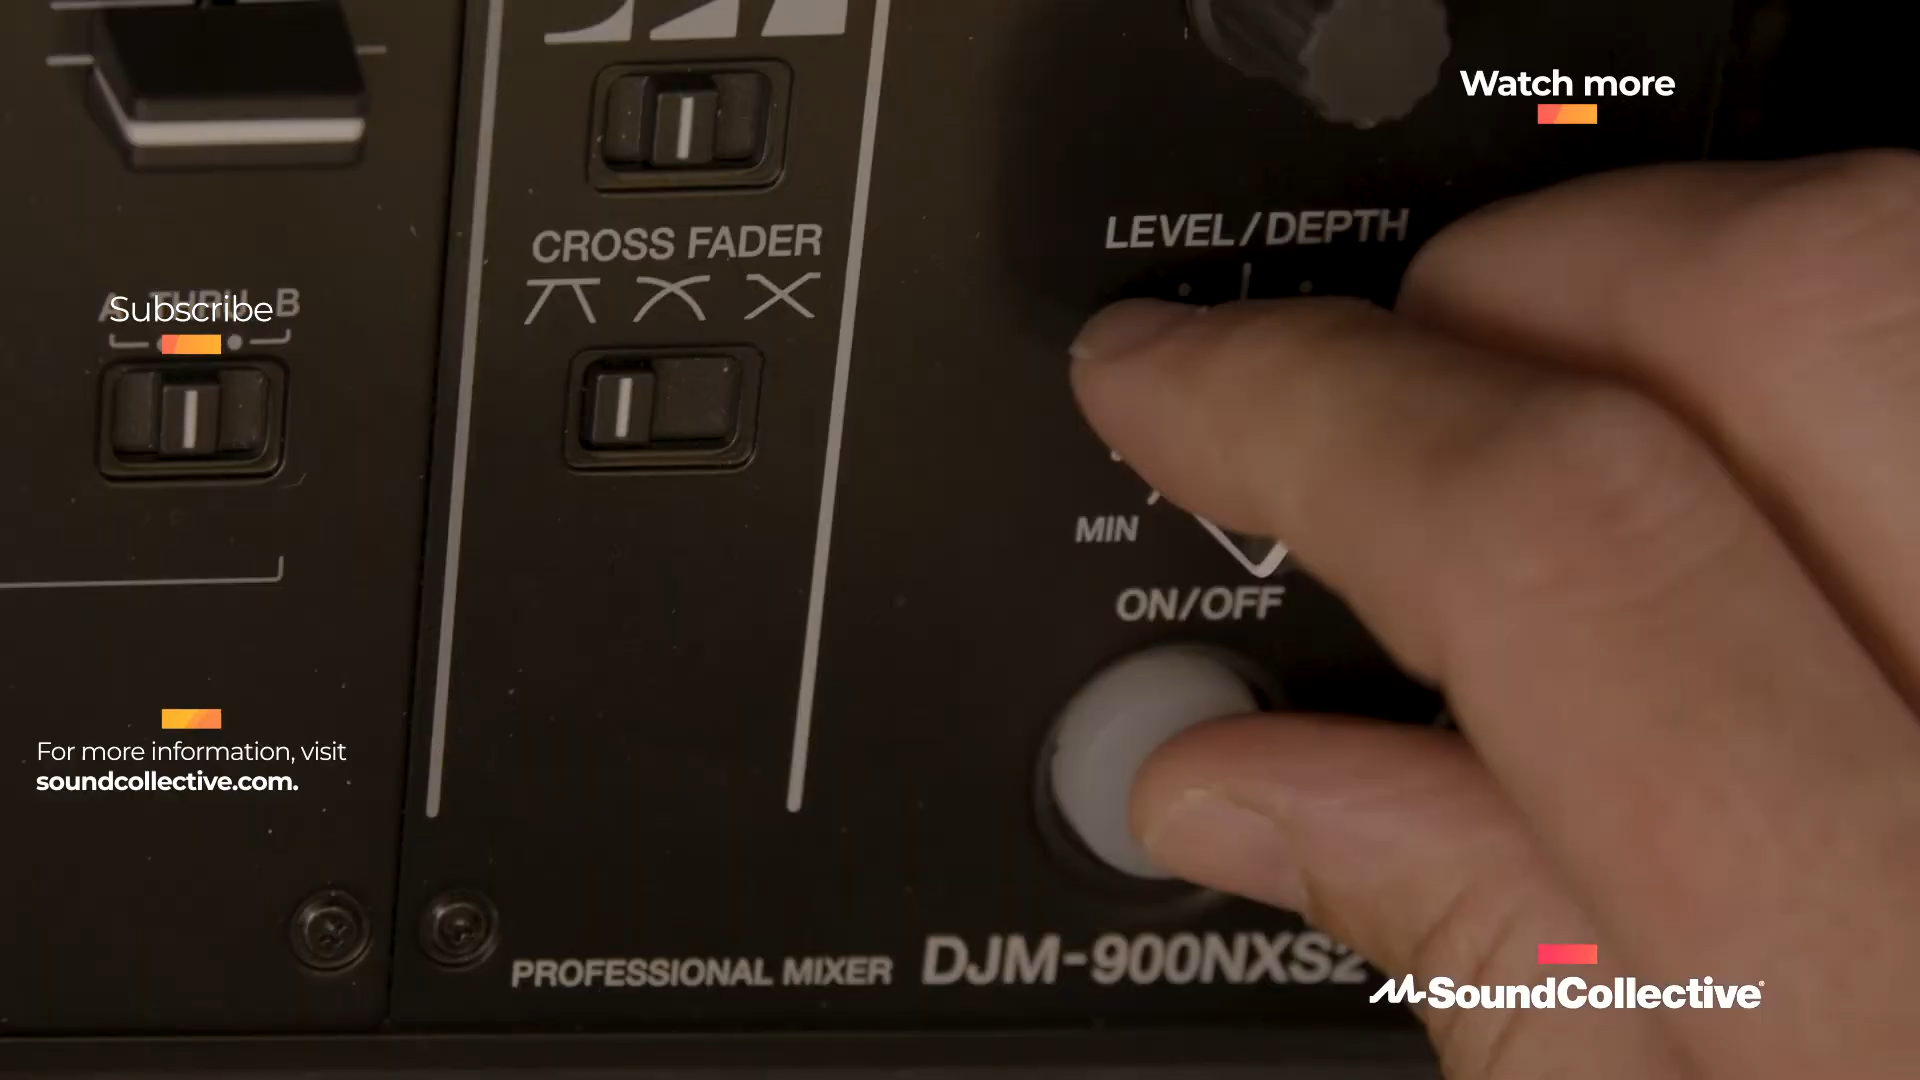 Watch more
LEVEL/DEPTH
CROSS FADER
A THRU B
Subscribe
MIN
ON/OFF
For more information, visit
soundcollective.com.
PROFESSIONAL MIXER DJM-900NXS2
SoundCollective